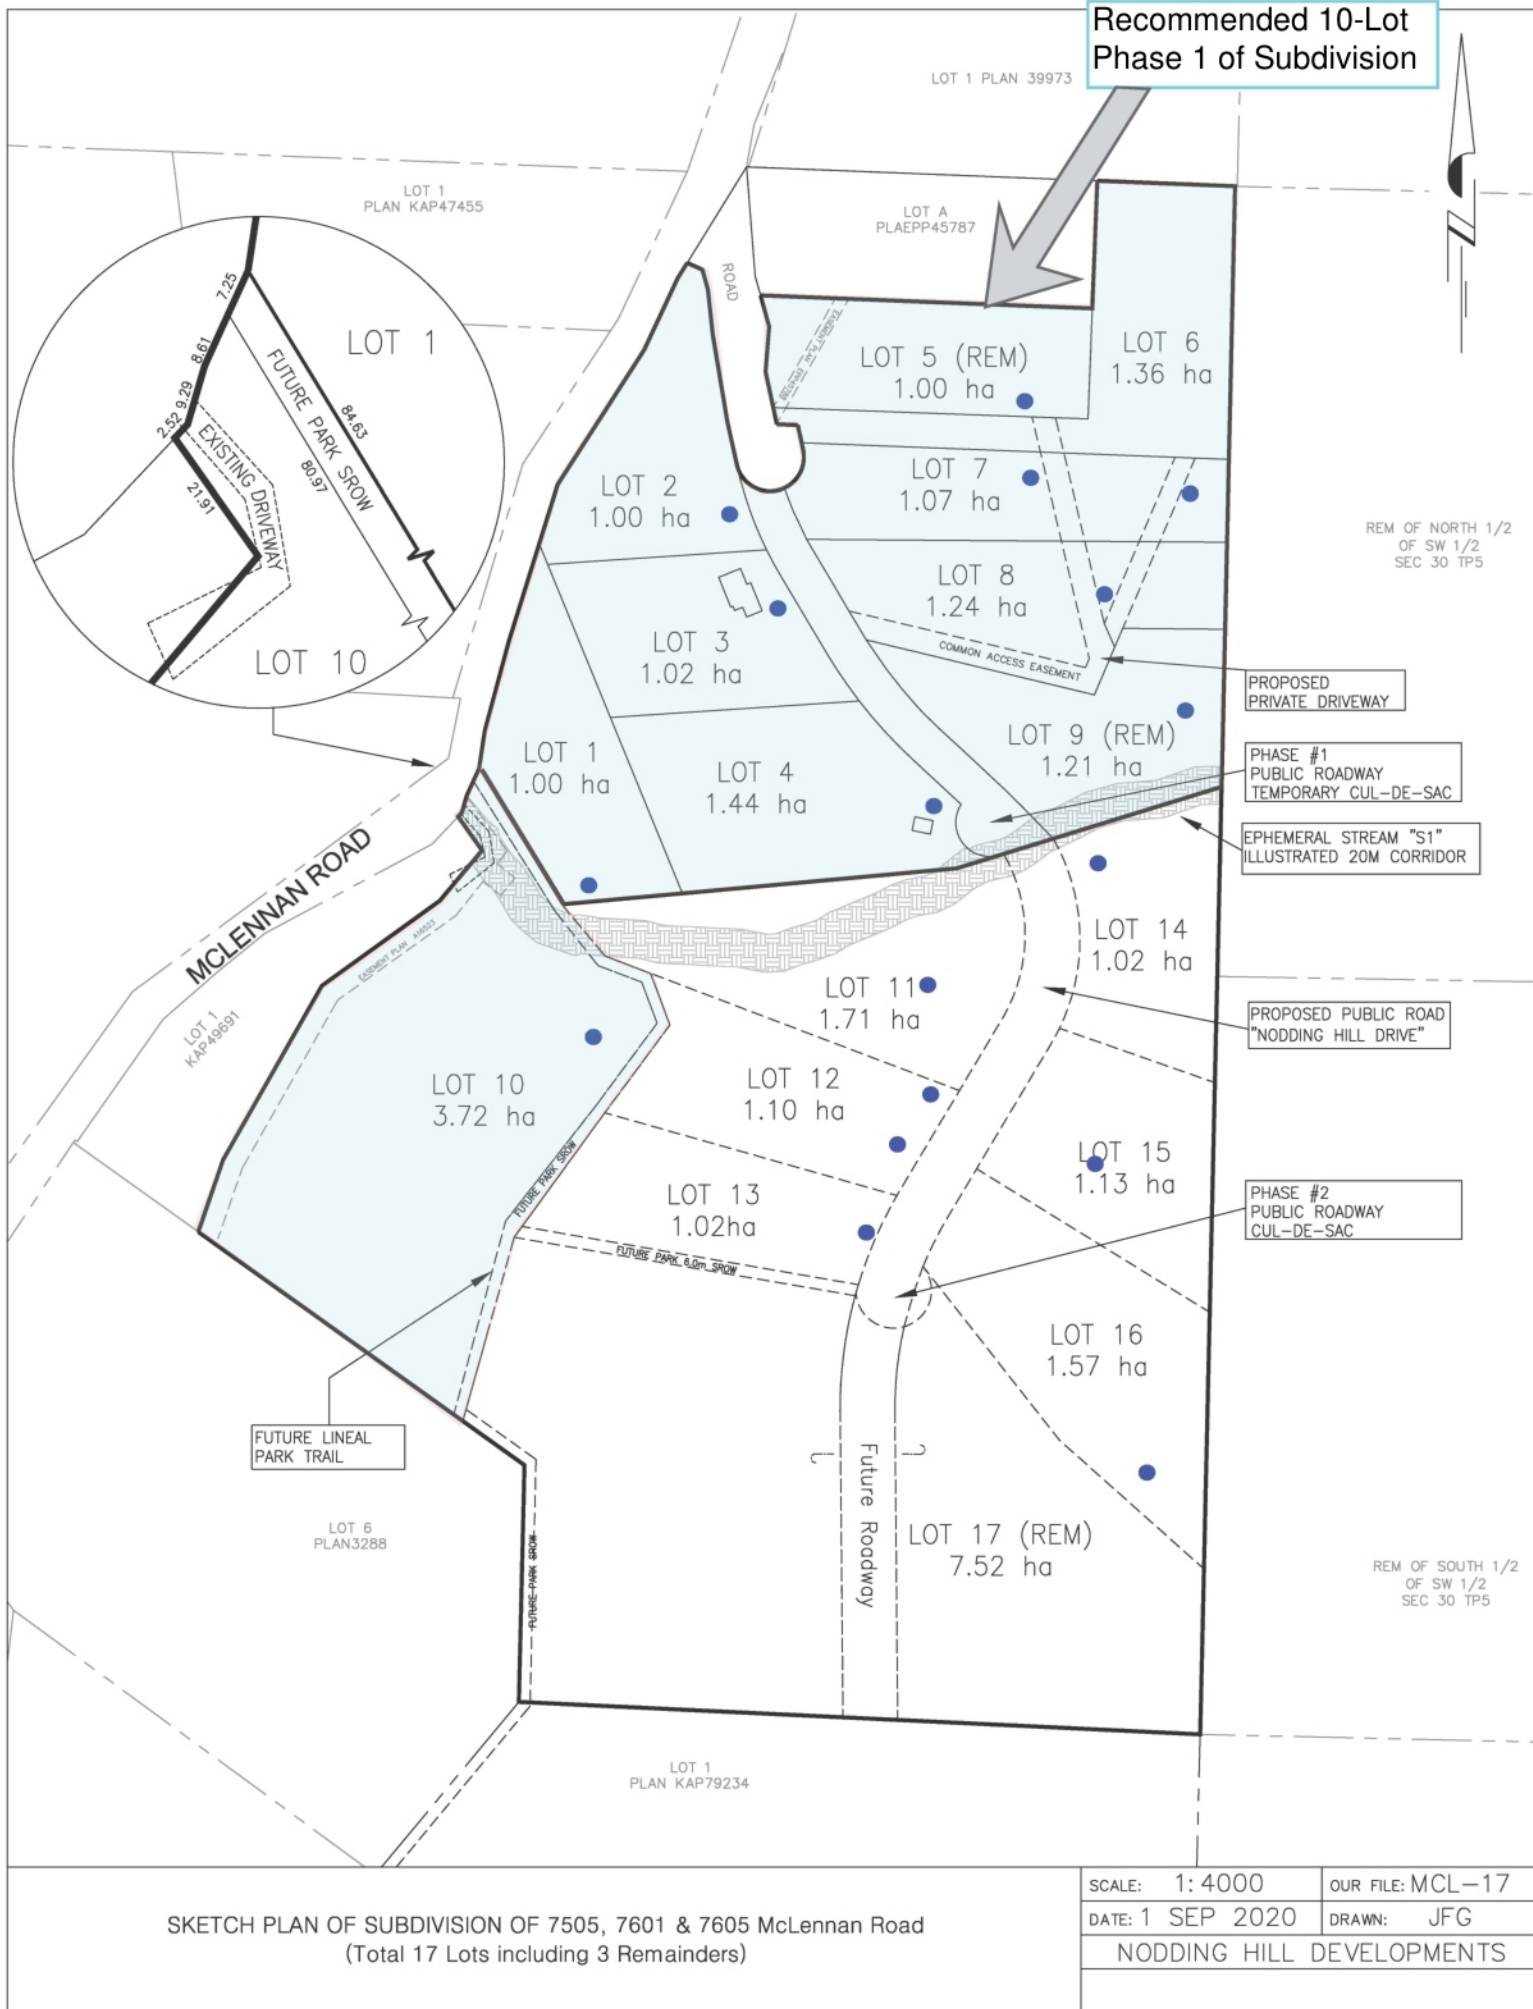 Recommended 10-Lot
Phase 1 of Subdivision
LOT 1 PLAN 39973
LOT 1
PLAN KAP47455
LOT A
PLAEPP45787
ROAD
7.25
8.61
9.29
2.52
21.91
84.63
80.97
LOT 1
FUTURE PARK SROW
EXISTING DRIVEWAY
LOT 10
EASEMENT PLAN
LOT 5 (REM)
1.00 ha
LOT 6
1.36 ha
LOT 2
1.00 ha
LOT 7
1.07 ha
REM OF NORTH 1/2
OF SW 1/2
SEC 30 TP5
LOT 8
1.24 ha
LOT 3
1.02 ha
COMMON ACCESS EASEMENT
PROPOSED
PRIVATE DRIVEWAY
LOT 9 (REM)
1.21 ha
LOT 1
1.00 ha
LOT 4
1.44 ha
PHASE #1
PUBLIC ROADWAY
TEMPORARY CUL-DE-SAC
EPHEMERAL STREAM "S1"
ILLUSTRATED 20M CORRIDOR
MCLENNAN ROAD
EASEMENT PLAN A16523
LOT 14
1.02 ha
LOT 11
1.71 ha
PROPOSED PUBLIC ROAD
"NODDING HILL DRIVE"
LOT 1
KAP49691
LOT 10
3.72 ha
LOT 12
1.10 ha
LOT 15
1.13 ha
FUTURE PARK SROW
LOT 13
1.02ha
PHASE #2
PUBLIC ROADWAY
CUL-DE-SAC
FUTURE PARK 6.0m SROW
LOT 16
1.57 ha
FUTURE LINEAL
PARK TRAIL
Future Roadway
LOT 6
PLAN3288
FUTURE PARK SROW
LOT 17 (REM)
7.52 ha
REM OF SOUTH 1/2
OF SW 1/2
SEC 30 TP5
LOT 1
PLAN KAP79234
SKETCH PLAN OF SUBDIVISION OF 7505, 7601 & 7605 McLennan Road
(Total 17 Lots including 3 Remainders)
SCALE: 1:4000
OUR FILE: MCL-17
DATE: 1 SEP 2020
DRAWN: JFG
NODDING HILL DEVELOPMENTS